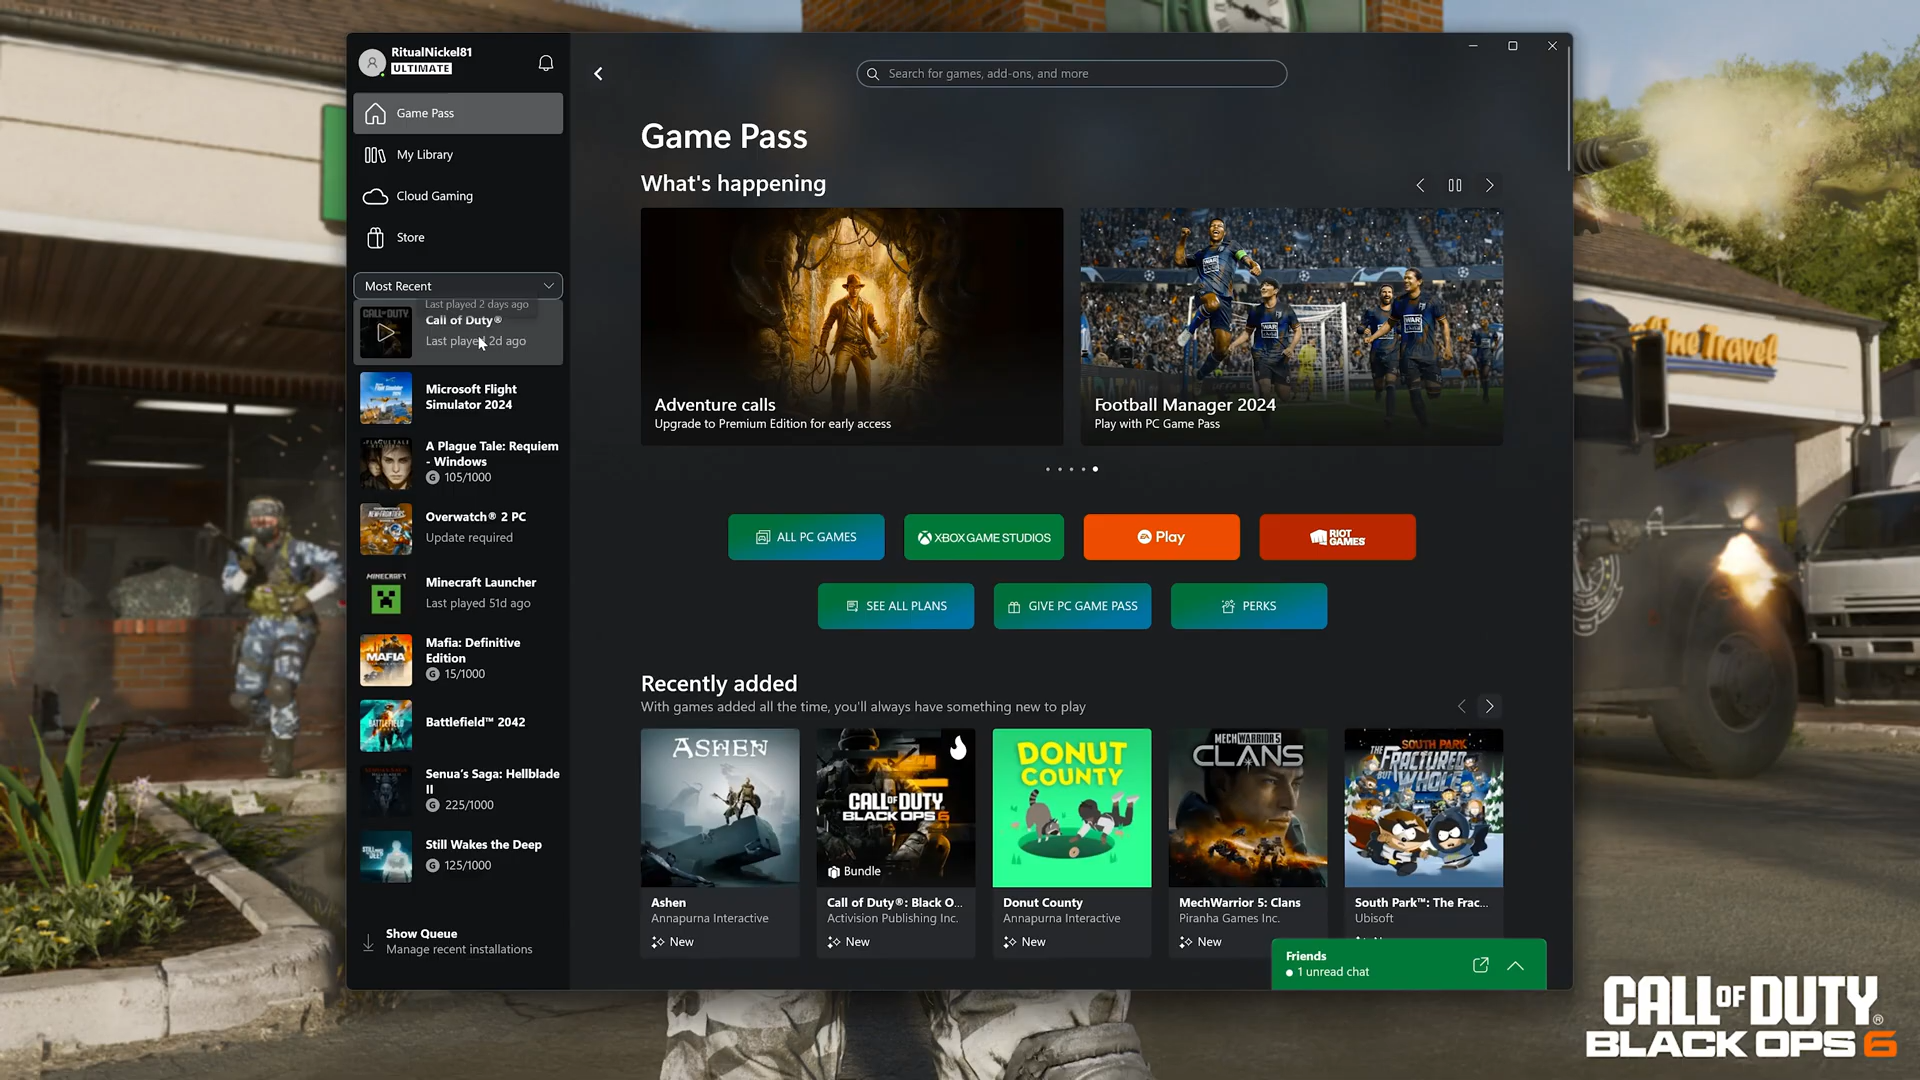 RitualNickel81
ULTIMATE
Game Pass
My Library
Cloud Gaming
Store
Most Recent
Last played 2 days ago
CALL OF DUTY
Call of Duty®
Last played 2d ago
Microsoft Flight
Simulator 2024
A Plague Tale: Requiem
- Windows
G 105/1000
Overwatch® 2 PC
Update required
MINECRAFT
Minecraft Launcher
Last played 51d ago
MAFIA
Mafia: Definitive
Edition
G 15/1000
BATTLEFIELD
Battlefield™ 2042
Senua's Saga: Hellblade
II
G 225/1000
Still Wakes the Deep
G 125/1000
Show Queue
Manage recent installations
Search for games, add-ons, and more
Game Pass
What's happening
Adventure calls
Upgrade to Premium Edition for early access
Football Manager 2024
Play with PC Game Pass
ALL PC GAMES
XBOX GAME STUDIOS
EA Play
RIOT
GAMES
SEE ALL PLANS
GIVE PC GAME PASS
PERKS
Recently added
With games added all the time, you'll always have something new to play
ASHEN
Ashen
Annapurna Interactive
New
CALL OF DUTY
BLACK OPS 6
Bundle
Call of Duty®: Black O...
Activision Publishing Inc.
New
DONUT
COUNTY
Donut County
Annapurna Interactive
New
MECHWARRIOR 5
CLANS
MechWarrior 5: Clans
Piranha Games Inc.
New
SOUTH PARK
THE
FRACTURED
BUT WHOLE
South Park™: The Frac...
Ubisoft
Friends
1 unread chat
CALL OF DUTY®
BLACK OPS 6